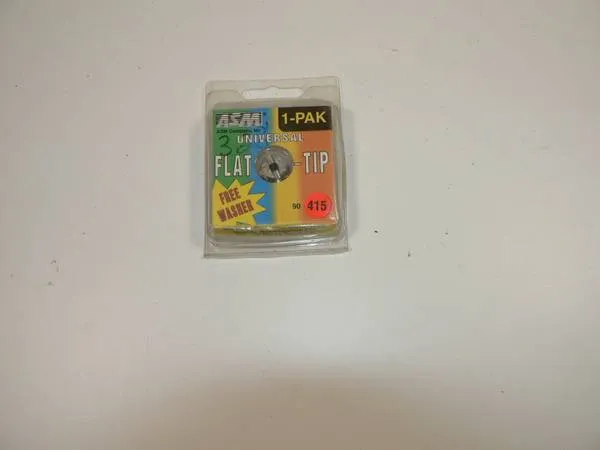 ASM
1-PAK
ASM Company, Inc.
UNIVERSAL
FLAT-TIP
FREE
WASHER
90 415